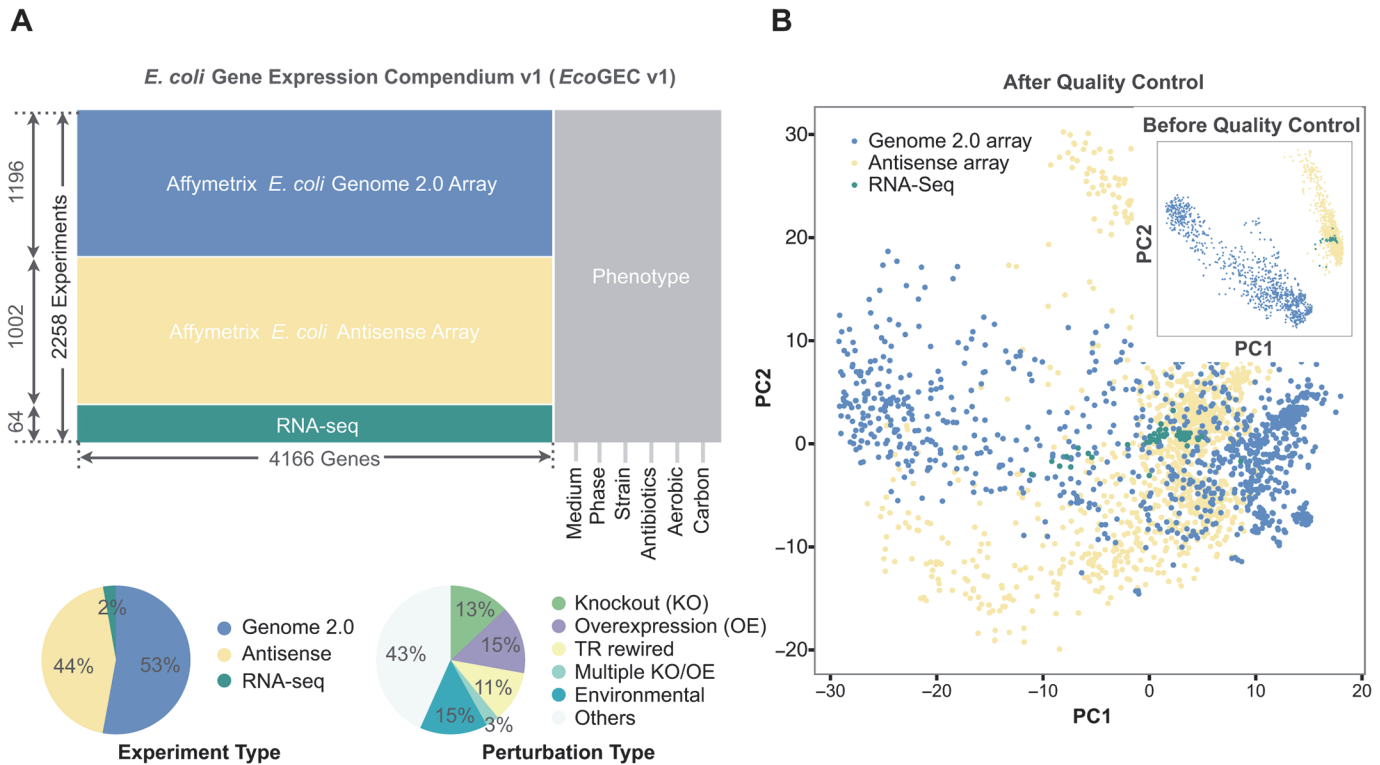 A
E. coli Gene Expression Compendium v1 (EcoGEC v1)
1196
1002
64
2258 Experiments
Affymetrix E. coli Genome 2.0 Array
Affymetrix E. coli Antisense Array
RNA-seq
Phenotype
4166 Genes
Medium
Phase
Strain
Antibiotics
Aerobic
Carbon
2%
44%
53%
Genome 2.0
Antisense
RNA-seq
Experiment Type
13%
15%
11%
3%
15%
43%
Knockout (KO)
Overexpression (OE)
TR rewired
Multiple KO/OE
Environmental
Others
Perturbation Type
B
After Quality Control
Genome 2.0 array
Antisense array
RNA-Seq
Before Quality Control
PC2
PC1
30
20
10
0
−10
−20
PC2
−30
−20
−10
0
10
20
PC1